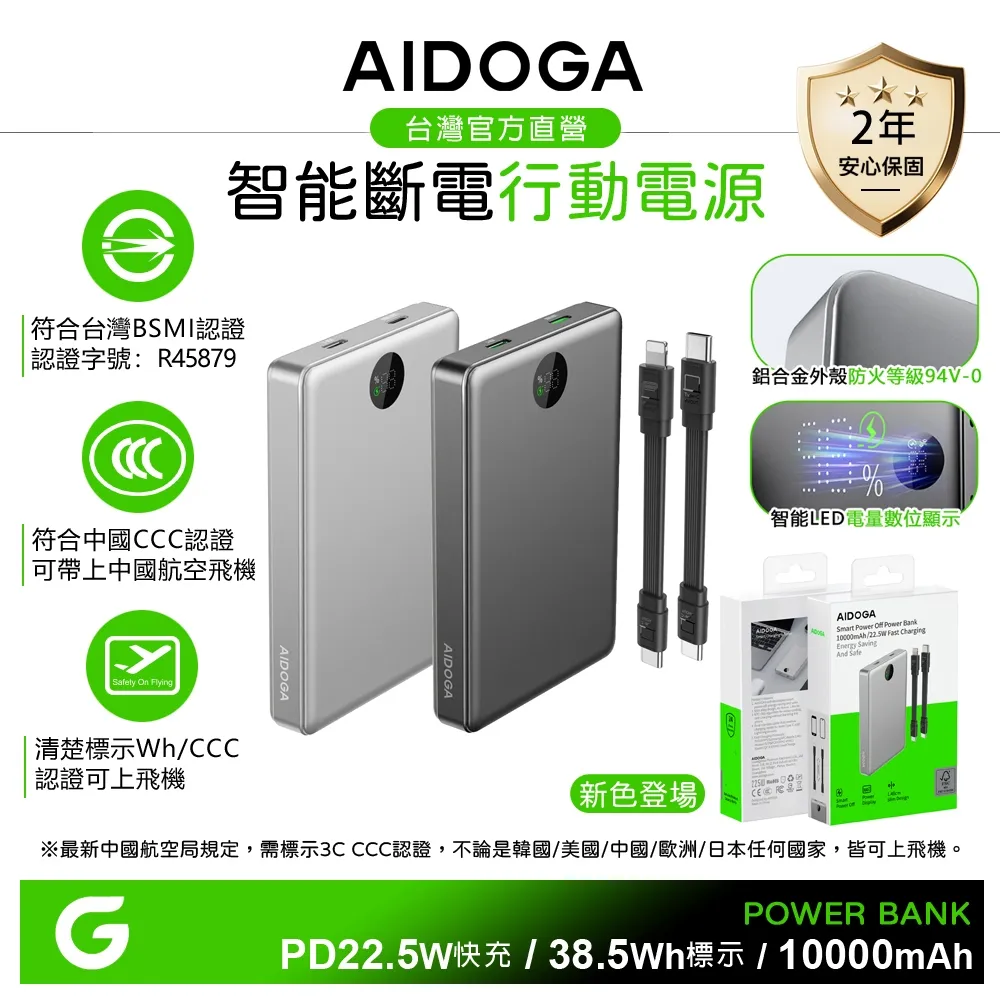 AIDOGA
台灣官方直營
智能斷電行動電源
2年
安心保固
符合台灣BSMI認證
認證字號：R45879
符合中國CCC認證
可帶上中國航空飛機
Safety On Flying
清楚標示Wh/CCC
認證可上飛機
AIDOGA
AIDOGA
鋁合金外殼防火等級94V-0
%
智能LED電量數位顯示
AIDOGA
AIDOGA
AIDOGA
Smart Power Off Power Bank
10000mAh/22.5W Fast Charging
Energy Saving
And Safe
Smart
Power Off
Power
Display
新色登場
※最新中國航空局規定，需標示3C CCC認證，不論是韓國/美國/中國/歐洲/日本任何國家，皆可上飛機。
G
POWER BANK
PD22.5W快充 / 38.5Wh標示 / 10000mAh